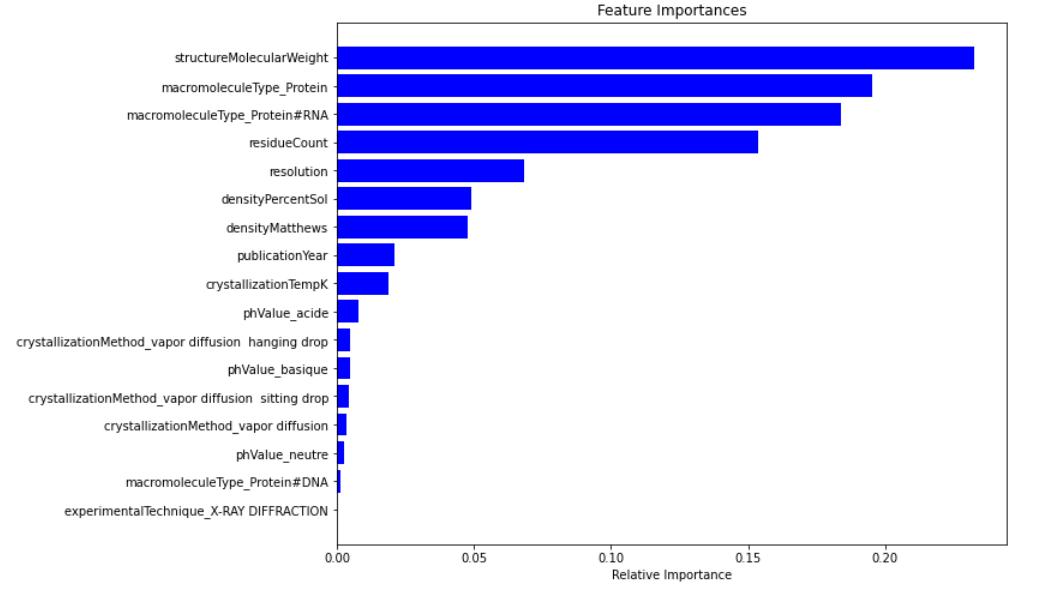 Feature Importances
structureMolecularWeight
macromoleculeType_Protein
macromoleculeType_Protein#RNA
residueCount
resolution
densityPercentSol
densityMatthews
publicationYear
crystallizationTempK
phValue_acide
crystallizationMethod_vapor diffusion  hanging drop
phValue_basique
crystallizationMethod_vapor diffusion  sitting drop
crystallizationMethod_vapor diffusion
phValue_neutre
macromoleculeType_Protein#DNA
experimentalTechnique_X-RAY DIFFRACTION
0.00 0.05 0.10 0.15 0.20
Relative Importance